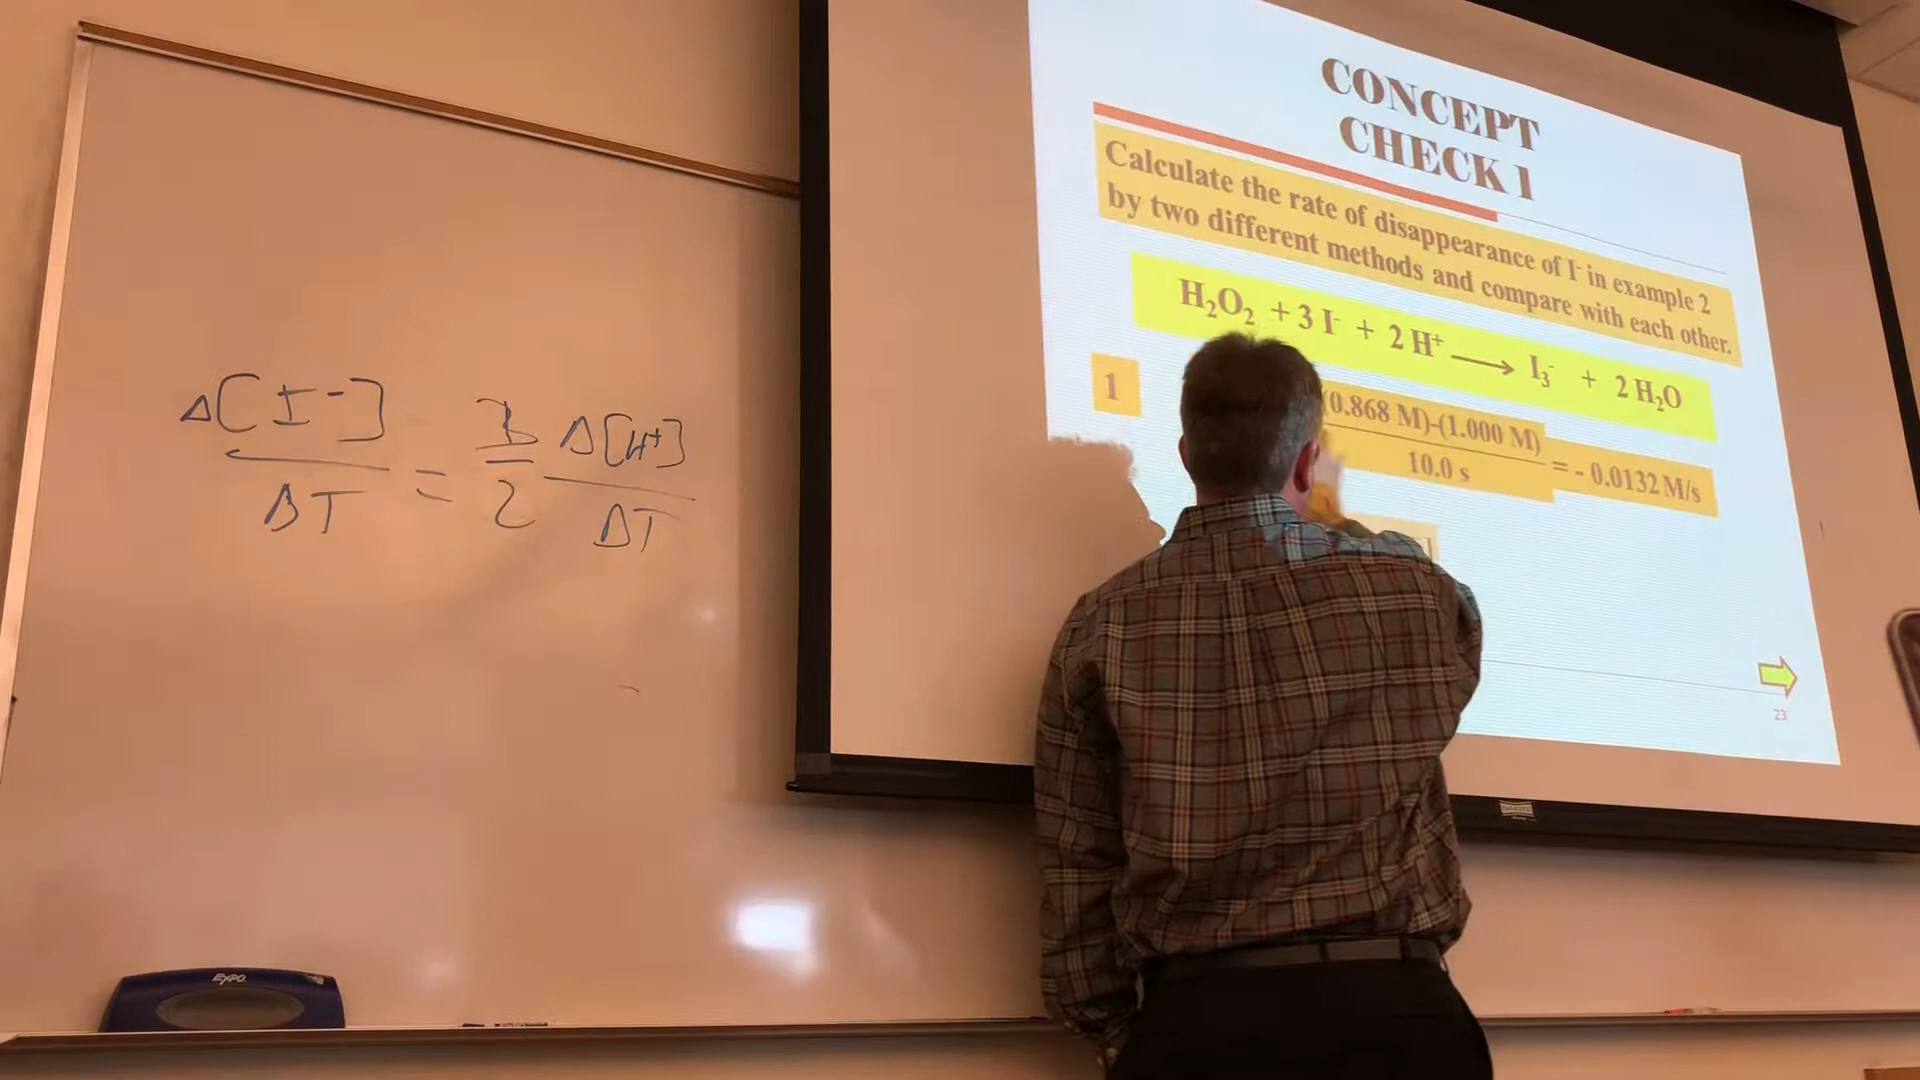 Δ[I⁻]
ΔT
=
3
2
Δ[H⁺]
ΔT
EXPO
CONCEPT
CHECK 1
Calculate the rate of disappearance of I⁻ in example 2
by two different methods and compare with each other.
H₂O₂ + 3 I⁻ + 2 H⁺ ⟶ I₃⁻ + 2 H₂O
1
(0.868 M)-(1.000 M)
10.0 s
= - 0.0132 M/s
23